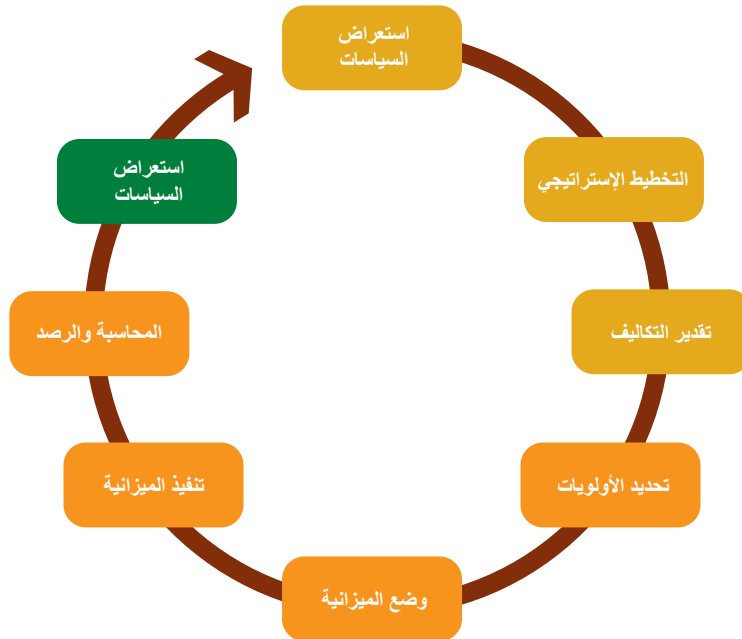 استعراض
السياسات
التخطيط الإستراتيجي
تقدير التكاليف
تحديد الأولويات
وضع الميزانية
تنفيذ الميزانية
المحاسبة والرصد
استعراض
السياسات